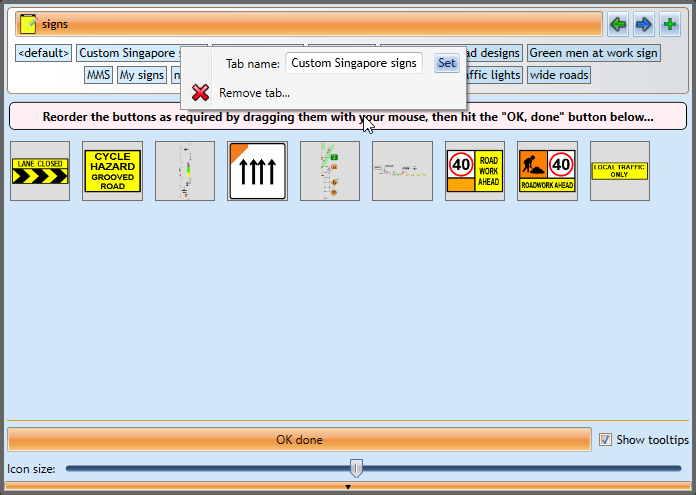 signs
<default> Custom Singapore ad designs Green men at work sign
Tab name: Custom Singapore signs Set
MMS My signs affic lights wide roads
Remove tab...
Reorder the buttons as required by dragging them with your mouse, then hit the "OK, done" button below...
LANE CLOSED
CYCLE
HAZARD
GROOVED
ROAD
40 ROAD
WORK
AHEAD
40
ROADWORK AHEAD
LOCAL TRAFFIC
ONLY
OK done Show tooltips
Icon size: